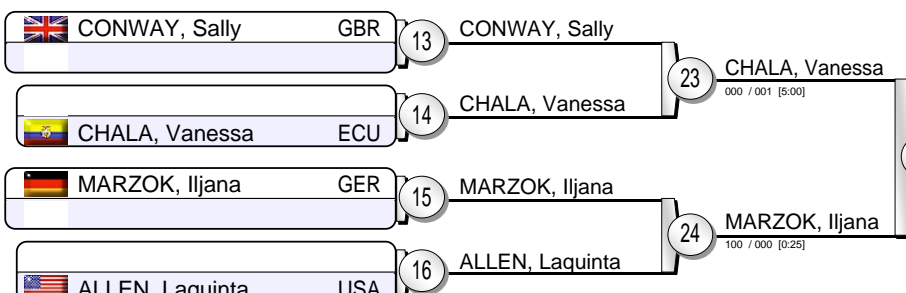 CONWAY, Sally GBR
13
CONWAY, Sally
23
CHALA, Vanessa
000 / 001 [5:00]
CHALA, Vanessa ECU
14
CHALA, Vanessa
MARZOK, Iljana GER
15
MARZOK, Iljana
24
MARZOK, Iljana
100 / 000 [0:25]
ALLEN, Laquinta USA
16
ALLEN, Laquinta